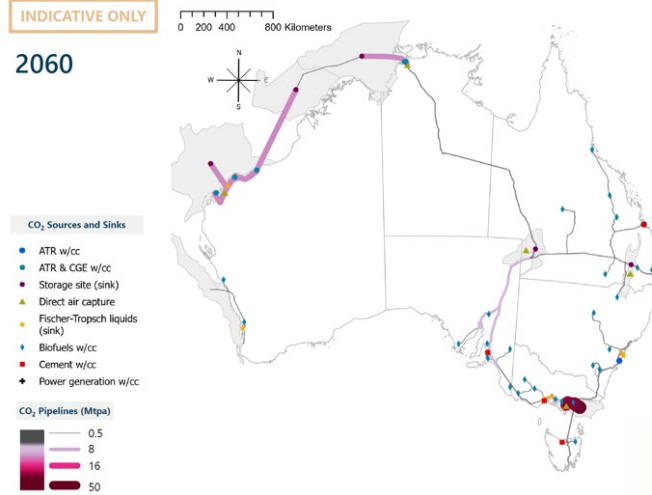 INDICATIVE ONLY
2060
0 200 400 800 Kilometers
N
W E
S
CO₂ Sources and Sinks
ATR w/cc
ATR & CGE w/cc
Storage site (sink)
Direct air capture
Fischer-Tropsch liquids
(sink)
Biofuels w/cc
Cement w/cc
Power generation w/cc
CO₂ Pipelines (Mtpa)
0.5
8
16
50